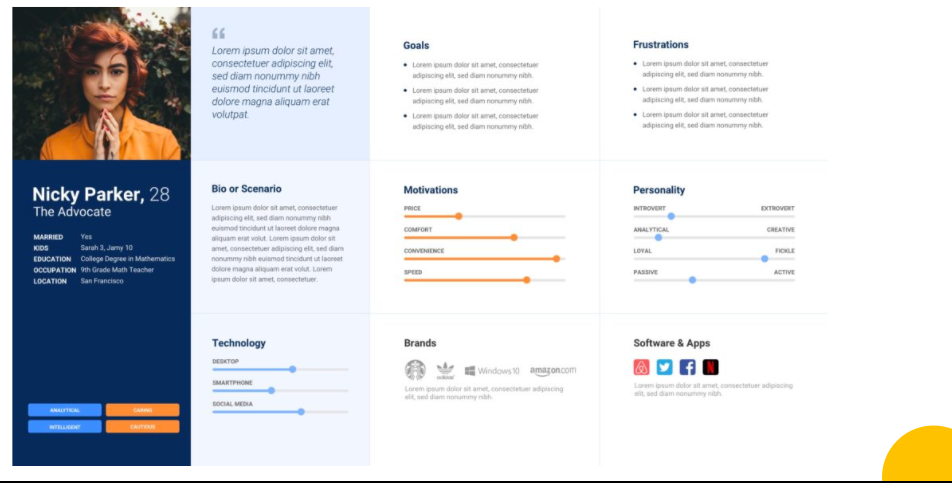 “
Lorem ipsum dolor sit amet,
consectetuer adipiscing elit,
sed diam nonummy nibh
euismod tincidunt ut laoreet
dolore magna aliquam erat
volutpat.
Goals
• Lorem ipsum dolor sit amet, consectetuer
adipiscing elit, sed diam nonummy nibh.
• Lorem ipsum dolor sit amet, consectetuer
adipiscing elit, sed diam nonummy nibh.
• Lorem ipsum dolor sit amet, consectetuer
adipiscing elit, sed diam nonummy nibh.
Frustrations
• Lorem ipsum dolor sit amet, consectetuer
adipiscing elit, sed diam nonummy nibh.
• Lorem ipsum dolor sit amet, consectetuer
adipiscing elit, sed diam nonummy nibh.
• Lorem ipsum dolor sit amet, consectetuer
adipiscing elit, sed diam nonummy nibh.
Nicky Parker, 28
The Advocate
MARRIED Yes
KIDS Sarah 3, Jamy 10
EDUCATION College Degree in Mathematics
OCCUPATION 9th Grade Math Teacher
LOCATION San Francisco
ANALYTICAL CARING
INTELLIGENT CAUTIOUS
Bio or Scenario
Lorem ipsum dolor sit amet, consectetuer
adipiscing elit, sed diam nonummy nibh
euismod tincidunt ut laoreet magna
aliquam erat volut. Lorem ipsum dolor sit
amet, consectetuer adipiscing elit, sed diam
nonummy nibh euismod tincidunt ut laoreet
dolore magna aliquam erat volutpat. Lorem
ipsum dolor sit amet, consectetuer.
Motivations
PRICE
COMFORT
CONVENIENCE
SPEED
Personality
INTROVERT EXTROVERT
ANALYTICAL CREATIVE
LOYAL FICKLE
PASSIVE ACTIVE
Technology
DESKTOP
SMARTPHONE
SOCIAL MEDIA
Brands
adidas Windows 10 amazon.com
Lorem ipsum dolor sit amet, consectetuer adipiscing
elit, sed diam nonummy nibh.
Software & Apps
f N
Lorem ipsum dolor sit amet, consectetuer adipiscing
elit, sed diam nonummy nibh.